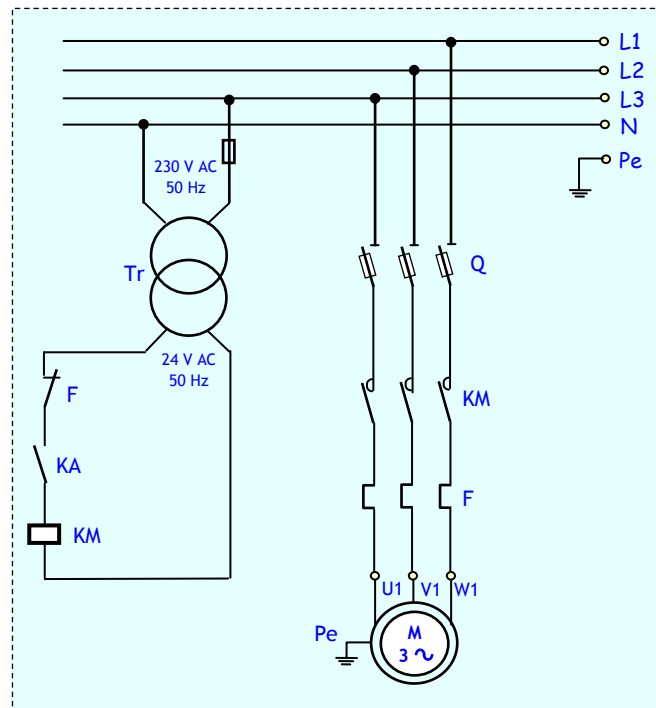 L1
L2
L3
N
Pe
230 V AC
50 Hz
Tr
Q
24 V AC
50 Hz
F
KM
KA
F
KM
U1 V1 W1
Pe
M
3 ∿